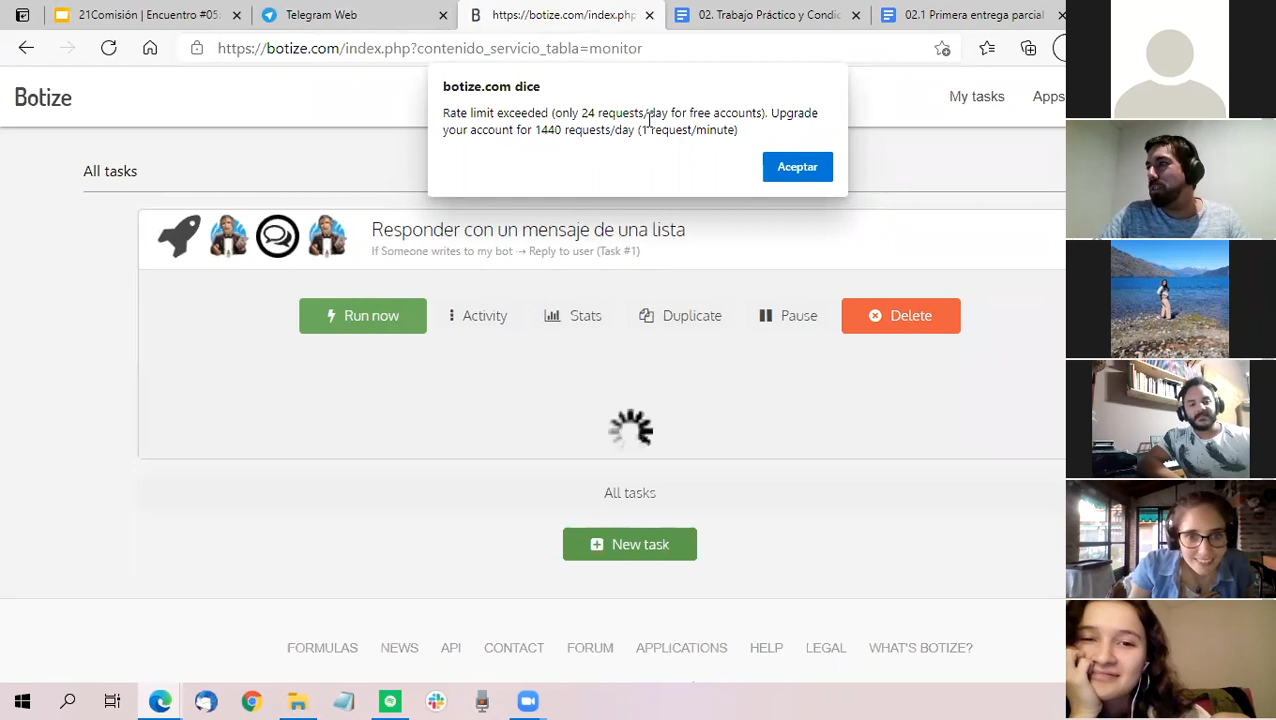 21Comisión | Encuentro #05:
Telegram Web
https://botize.com/index.php
02. Trabajo Práctico y Condic
02.1 Primera entrega parcial
https://botize.com/index.php?contenido_servicio_tabla=monitor
Botize
My tasks
Apps
botize.com dice
Rate limit exceeded (only 24 requests/day for free accounts). Upgrade
your account for 1440 requests/day (1 request/minute)
Aceptar
All tasks
Responder con un mensaje de una lista
If Someone writes to my bot → Reply to user (Task #1)
Run now
Activity
Stats
Duplicate
Pause
Delete
All tasks
New task
FORMULAS
NEWS
API
CONTACT
FORUM
APPLICATIONS
HELP
LEGAL
WHAT'S BOTIZE?